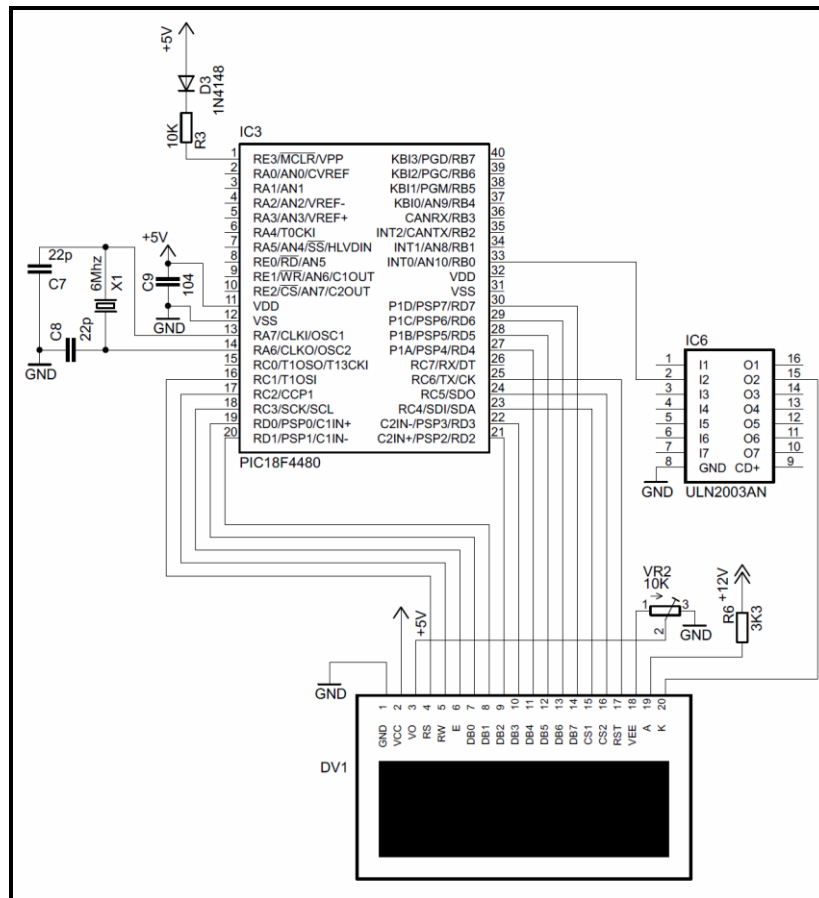 +5V
D3
1N4148
10K
R3
IC3
1 RE3/MCLR/VPP KBI3/PGD/RB7 40
2 RA0/AN0/CVREF KBI2/PGC/RB6 39
3 RA1/AN1 KBI1/PGM/RB5 38
4 RA2/AN2/VREF- KBI0/AN9/RB4 37
5 RA3/AN3/VREF+ CANRX/RB3 36
6 RA4/T0CKI INT2/CANTX/RB2 35
7 RA5/AN4/SS/HLVDIN INT1/AN8/RB1 34
8 RE0/RD/AN5 INT0/AN10/RB0 33
9 RE1/WR/AN6/C1OUT VDD 32
10 RE2/CS/AN7/C2OUT VSS 31
11 VDD P1D/PSP7/RD7 30
12 VSS P1C/PSP6/RD6 29
13 RA7/CLKI/OSC1 P1B/PSP5/RD5 28
14 RA6/CLKO/OSC2 P1A/PSP4/RD4 27
15 RC0/T1OSO/T13CKI RC7/RX/DT 26
16 RC1/T1OSI RC6/TX/CK 25
17 RC2/CCP1 RC5/SDO 24
18 RC3/SCK/SCL RC4/SDI/SDA 23
19 RD0/PSP0/C1IN+ C2IN-/PSP3/RD3 22
20 RD1/PSP1/C1IN- C2IN+/PSP2/RD2 21
PIC18F4480
+5V
22p
C7
6Mhz
X1
C9
104
GND
C8
22p
GND
IC6
1 I1 O1 16
2 I2 O2 15
3 I3 O3 14
4 I4 O4 13
5 I5 O5 12
6 I6 O6 11
7 I7 O7 10
8 GND CD+ 9
GND
ULN2003AN
VR2
10K
1 3
2
GND
+12V
R6
3K3
+5V
GND
1 2 3 4 5 6 7 8 9 10 11 12 13 14 15 16 17 18 19 20
GND VCC VO RS RW E DB0 DB1 DB2 DB3 DB4 DB5 DB6 DB7 CS1 CS2 RST VEE A K
DV1